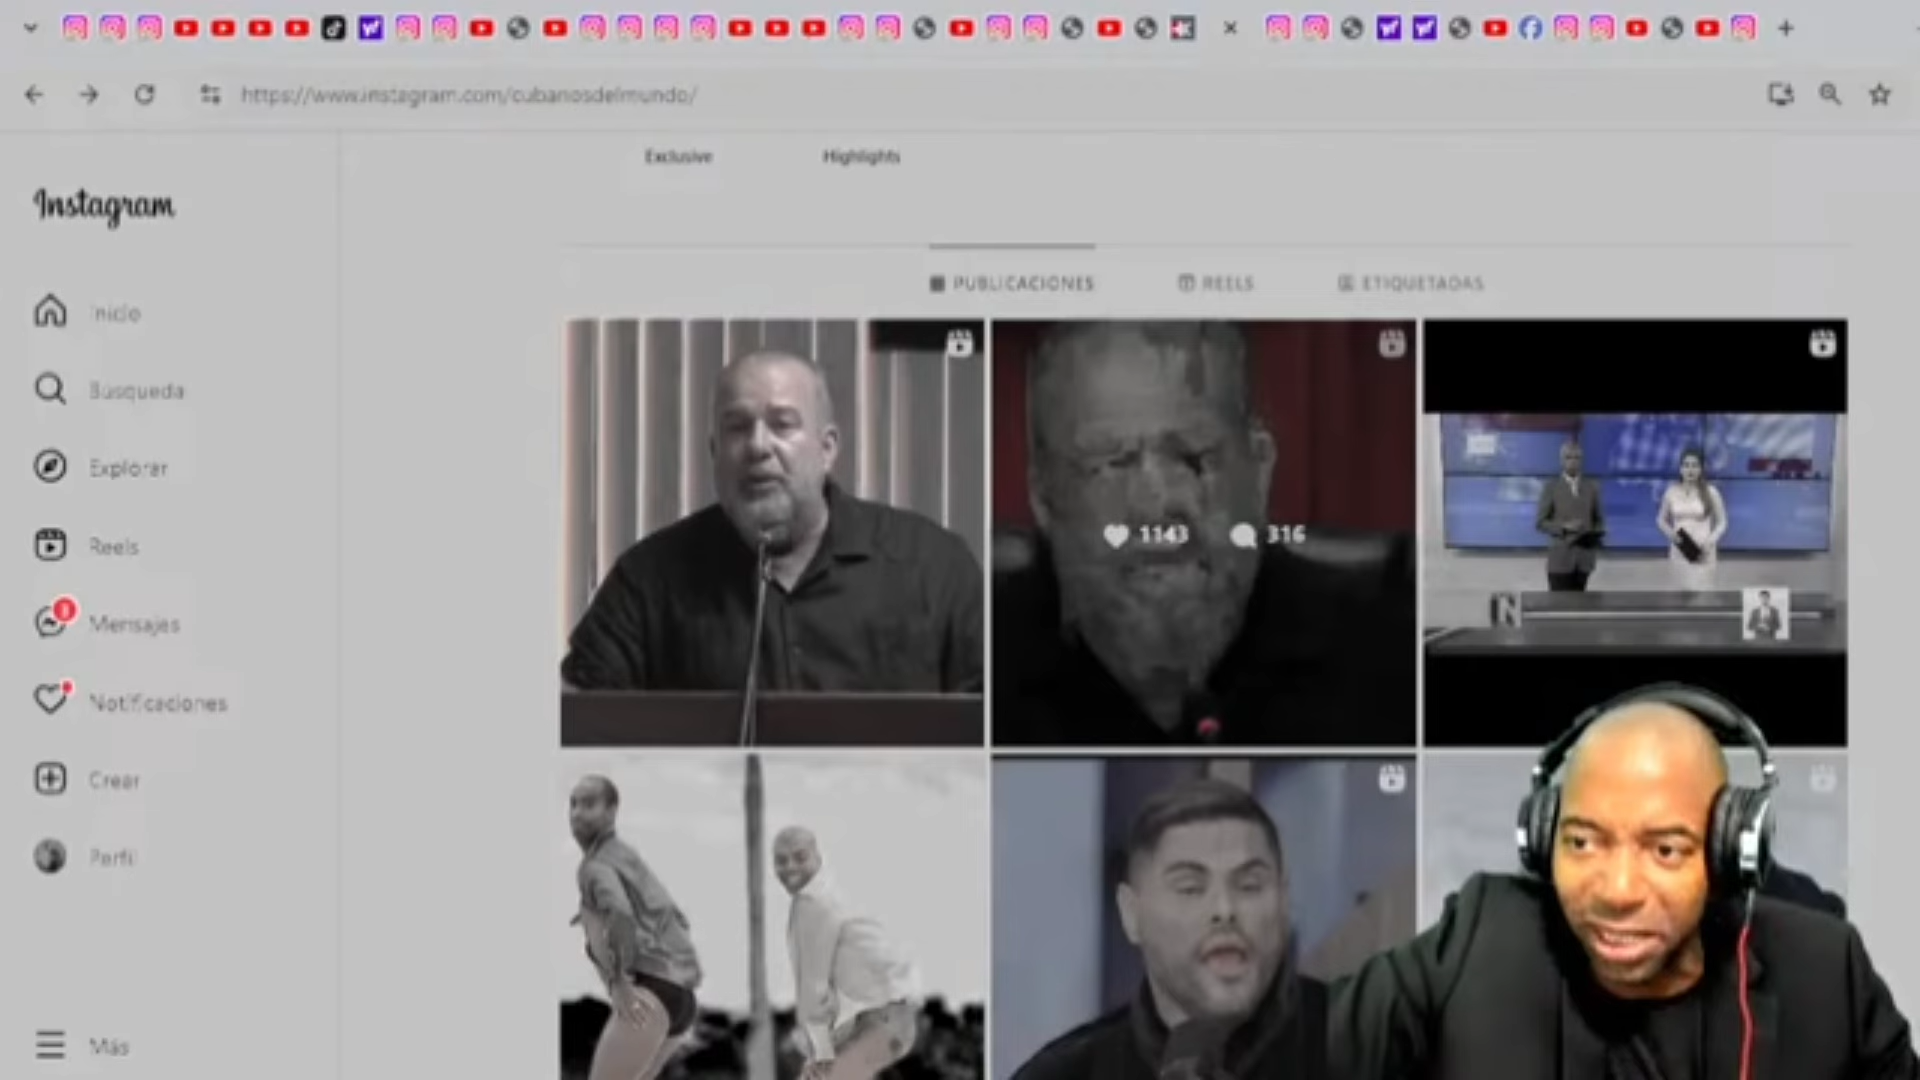 https://www.instagram.com/cubanosdelmundo/
Exclusive Highlights
Instagram
PUBLICACIONES REELS ETIQUETADAS
Inicio
Búsqueda
Explorar
Reels
1143 316
Mensajes
N
Notificaciones
Crear
Perfil
Más